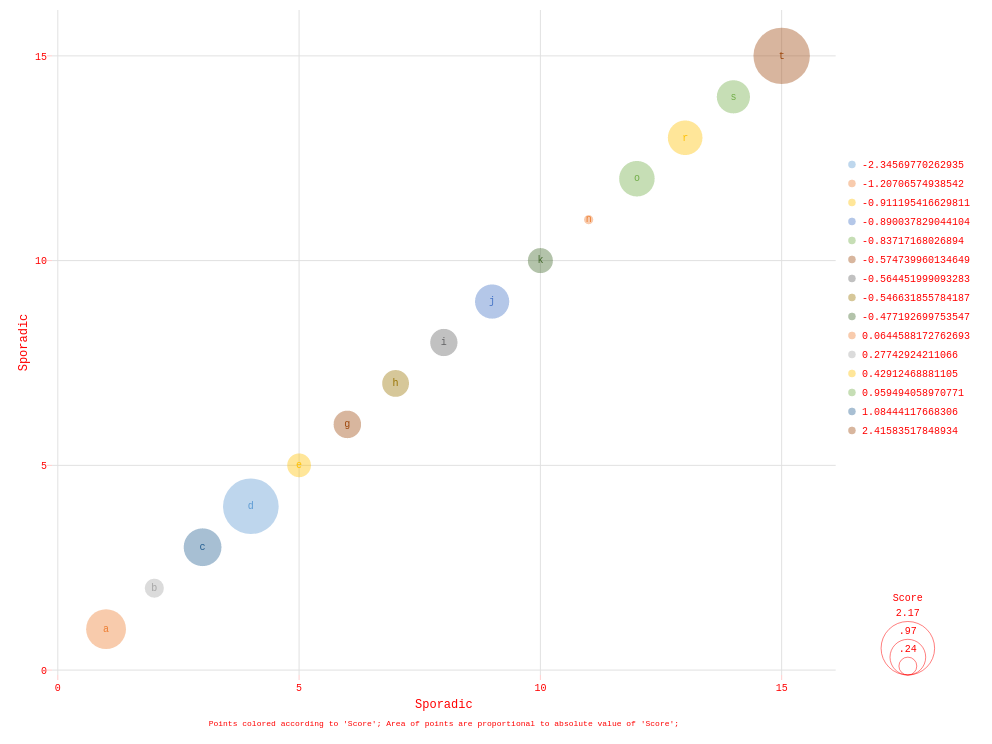 15
10
5
0
0
5
10
15
Sporadic
Sporadic
t
s
r
o
n
k
j
i
h
g
e
d
c
b
a
-2.34569770262935
-1.20706574938542
-0.911195416629811
-0.890037829044104
-0.83717168026894
-0.574739960134649
-0.564451999093283
-0.546631855784187
-0.477192699753547
0.0644588172762693
0.27742924211066
0.42912468881105
0.959494058970771
1.08444117668306
2.41583517848934
Score
2.17
.97
.24
Points colored according to 'Score'; Area of points are proportional to absolute value of 'Score';